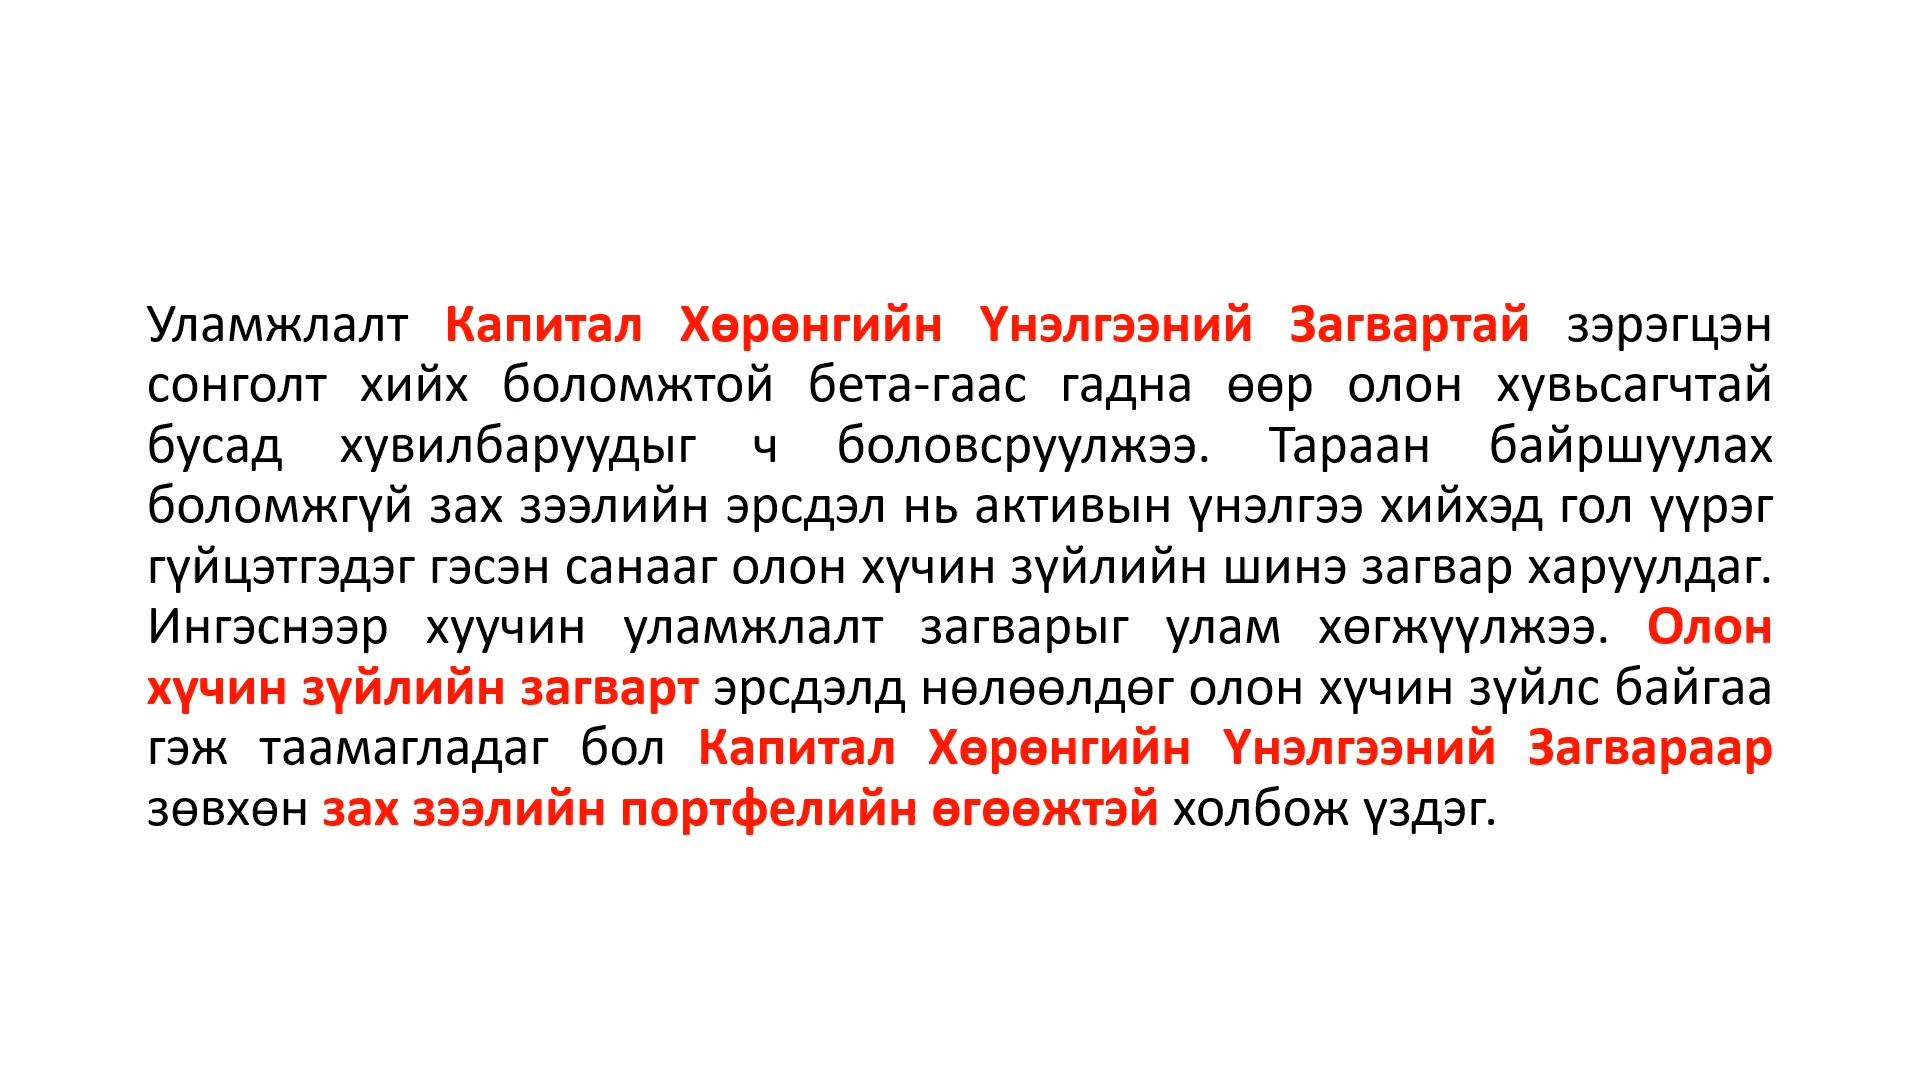 Уламжлалт Капитал Хөрөнгийн Үнэлгээний Загвартай зэрэгцэн
сонголт хийх боломжтой бета-гаас гадна өөр олон хувьсагчтай
бусад хувилбаруудыг ч боловсруулжээ. Тараан байршуулах
боломжгүй зах зээлийн эрсдэл нь активын үнэлгээ хийхэд гол үүрэг
гүйцэтгэдэг гэсэн санааг олон хүчин зүйлийн шинэ загвар харуулдаг.
Ингэснээр хуучин уламжлалт загварыг улам хөгжүүлжээ. Олон
хүчин зүйлийн загварт эрсдэлд нөлөөлдөг олон хүчин зүйлс байгаа
гэж таамагладаг бол Капитал Хөрөнгийн Үнэлгээний Загвараар
зөвхөн зах зээлийн портфелийн өгөөжтэй холбож үздэг.